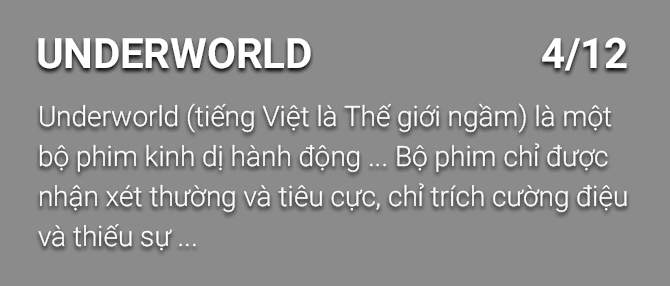 UNDERWORLD 4/12
Underworld (tiếng Việt là Thế giới ngầm) là một
bộ phim kinh dị hành động ... Bộ phim chỉ được
nhận xét thường và tiêu cực, chỉ trích cường điệu
và thiếu sự ...